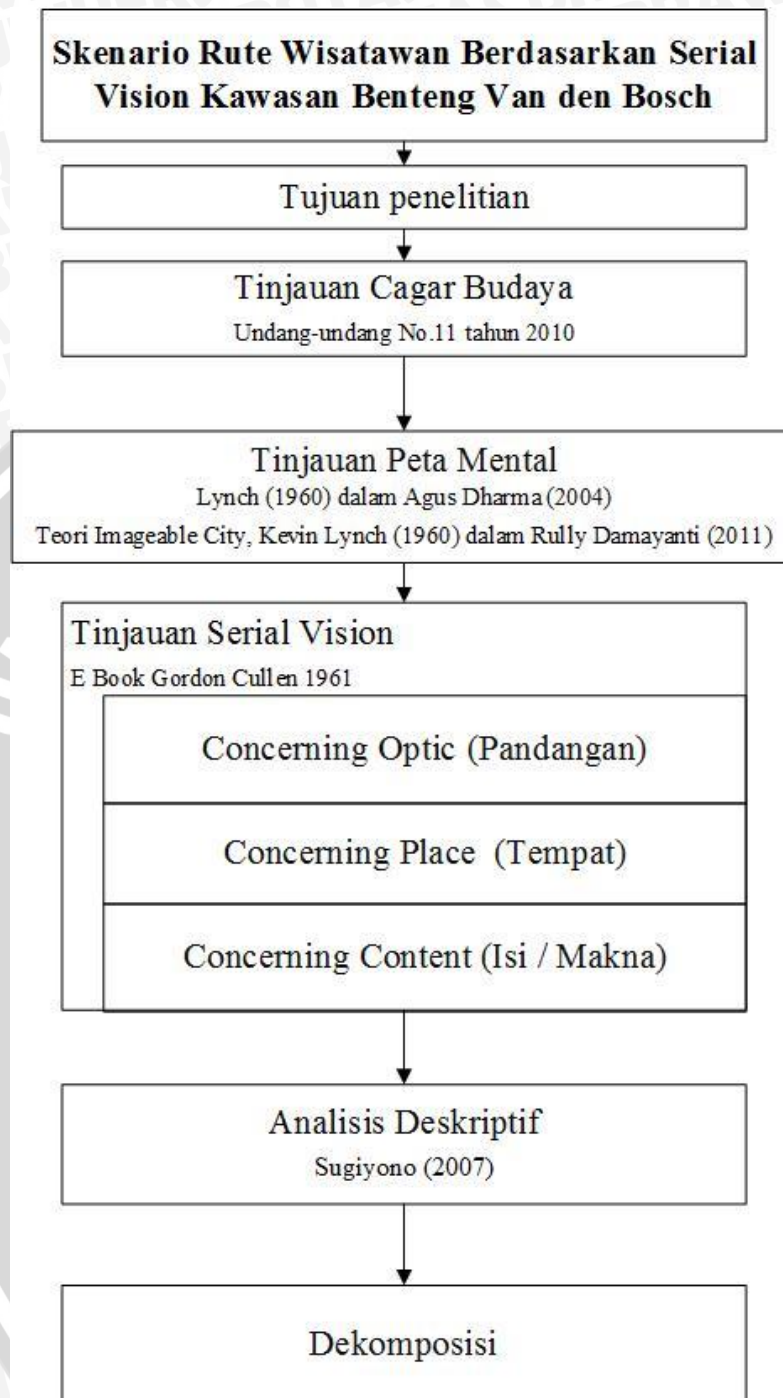 Skenario Rute Wisatawan Berdasarkan Serial
Vision Kawasan Benteng Van den Bosch
Tujuan penelitian
Tinjauan Cagar Budaya
Undang-undang No.11 tahun 2010
Tinjauan Peta Mental
Lynch (1960) dalam Agus Dharma (2004)
Teori Imageable City, Kevin Lynch (1960) dalam Rully Damayanti (2011)
Tinjauan Serial Vision
E Book Gordon Cullen 1961
Concerning Optic (Pandangan)
Concerning Place (Tempat)
Concerning Content (Isi / Makna)
Analisis Deskriptif
Sugiyono (2007)
Dekomposisi